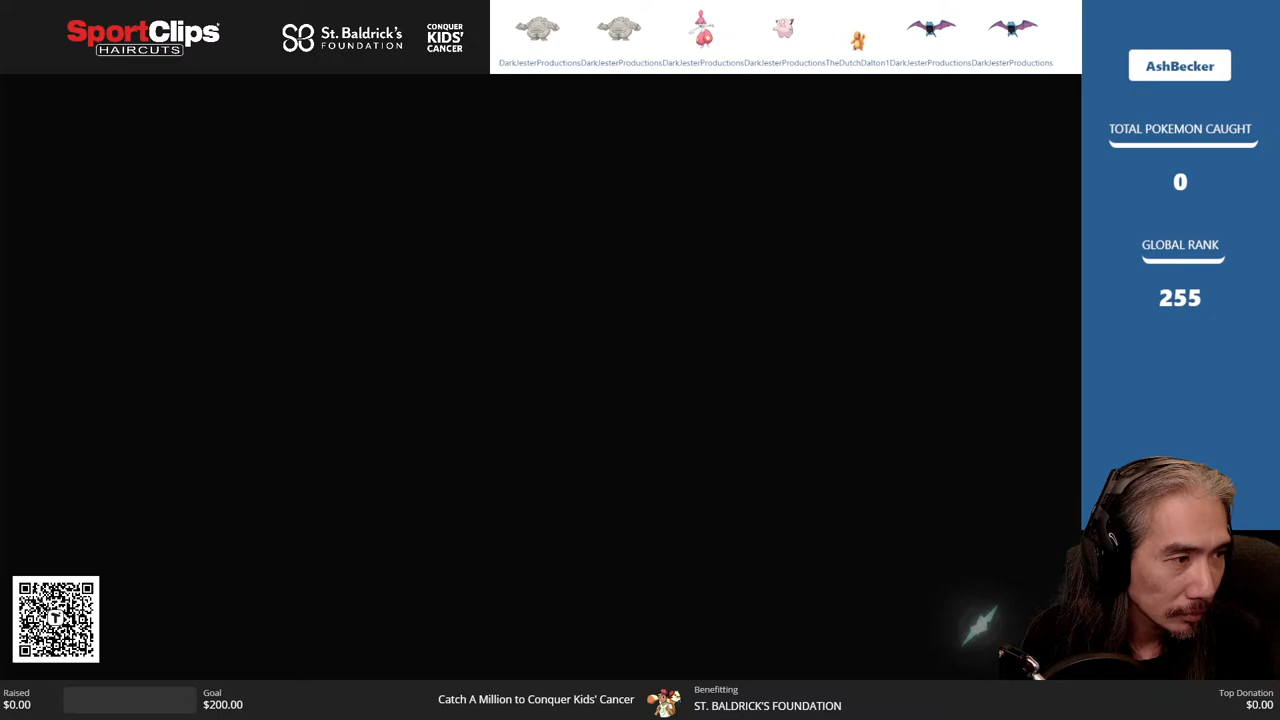 SportClips
HAIRCUTS
St. Baldrick's
FOUNDATION
CONQUER
KIDS'
CANCER
DarkJesterProductionsDarkJesterProductionsDarkJesterProductionsDarkJesterProductionsTheDutchDalton1DarkJesterProductionsDarkJesterProductions
AshBecker
TOTAL POKEMON CAUGHT
0
GLOBAL RANK
255
Raised
$0.00
Goal
$200.00
Catch A Million to Conquer Kids' Cancer
Benefitting
ST. BALDRICK'S FOUNDATION
Top Donation
$0.00